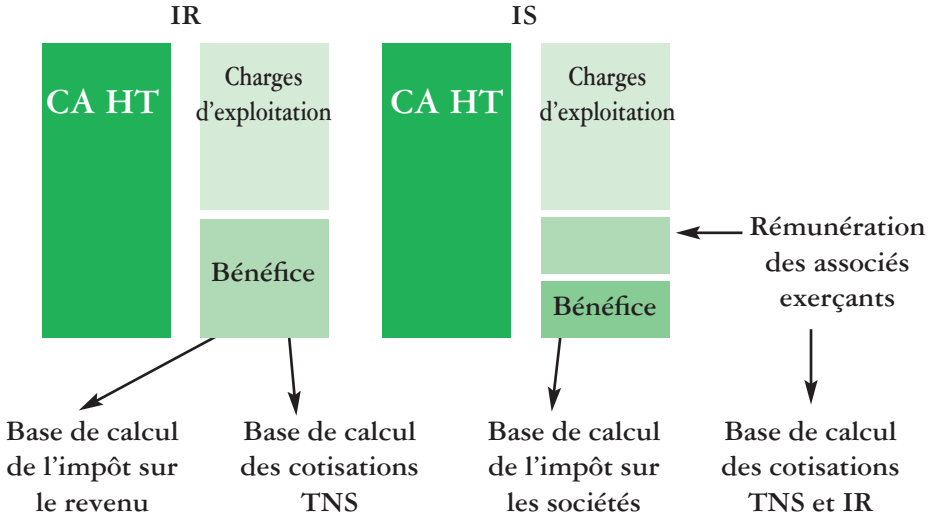 IR
CA HT
Charges
d'exploitation
Bénéfice
Base de calcul
de l'impôt sur
le revenu
Base de calcul
des cotisations
TNS
IS
CA HT
Charges
d'exploitation
Bénéfice
Rémunération
des associés
exerçants
Base de calcul
de l'impôt sur
les sociétés
Base de calcul
des cotisations
TNS et IR